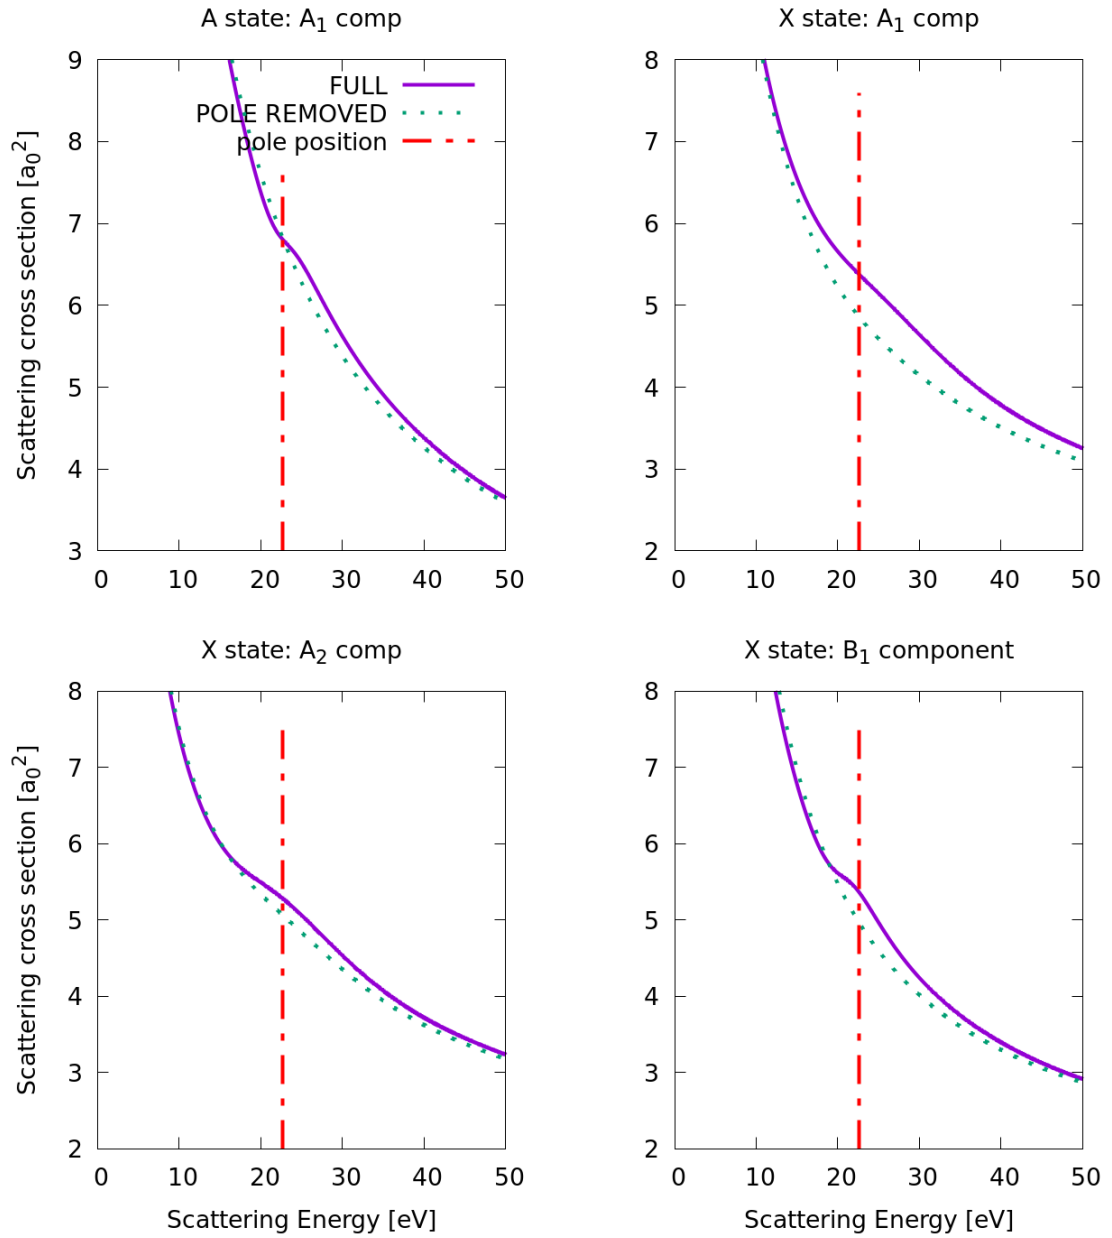 A state: A₁ comp
Scattering cross section [a₀²]
9
8
7
6
5
4
3
0 10 20 30 40 50
FULL
POLE REMOVED
pole position
X state: A₁ comp
8
7
6
5
4
3
2
0 10 20 30 40 50
X state: A₂ comp
Scattering cross section [a₀²]
8
7
6
5
4
3
2
0 10 20 30 40 50
Scattering Energy [eV]
X state: B₁ component
8
7
6
5
4
3
2
0 10 20 30 40 50
Scattering Energy [eV]